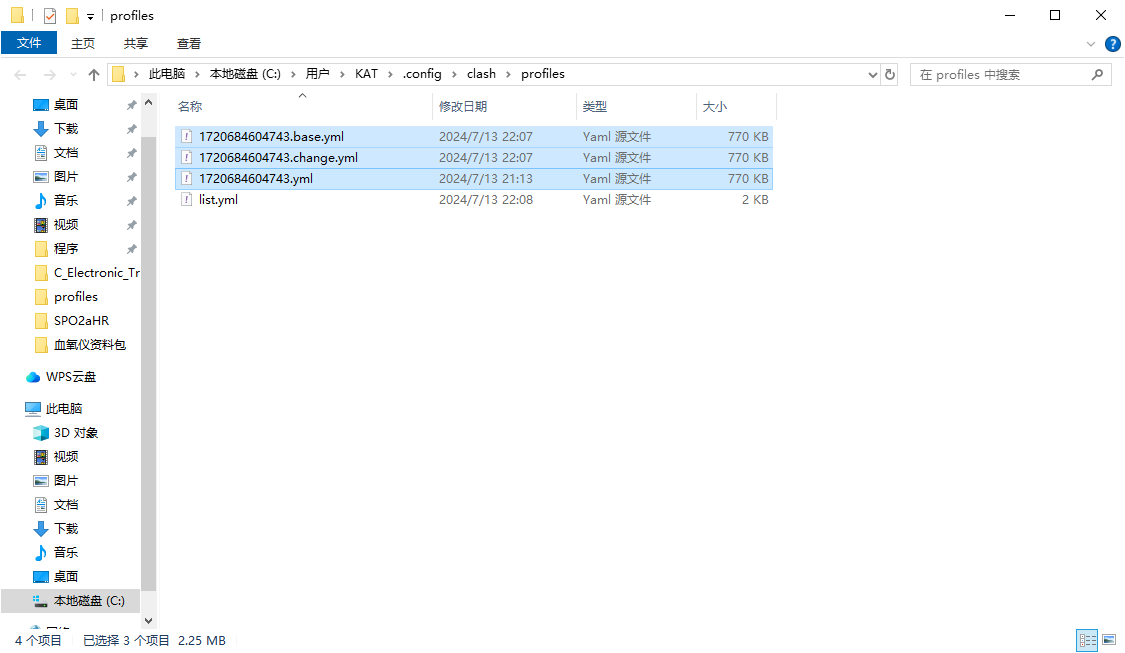 profiles
文件 主页 共享 查看
此电脑 本地磁盘 (C:) 用户 KAT .config clash profiles 在 profiles 中搜索
名称 修改日期 类型 大小
1720684604743.base.yml 2024/7/13 22:07 Yaml 源文件 770 KB
1720684604743.change.yml 2024/7/13 22:07 Yaml 源文件 770 KB
1720684604743.yml 2024/7/13 21:13 Yaml 源文件 770 KB
list.yml 2024/7/13 22:08 Yaml 源文件 2 KB
桌面
下载
文档
图片
音乐
视频
程序
C_Electronic_Tr
profiles
SPO2aHR
血氧仪资料包
WPS云盘
此电脑
3D 对象
视频
图片
文档
下载
音乐
桌面
本地磁盘 (C:)
4 个项目 已选择 3 个项目 2.25 MB